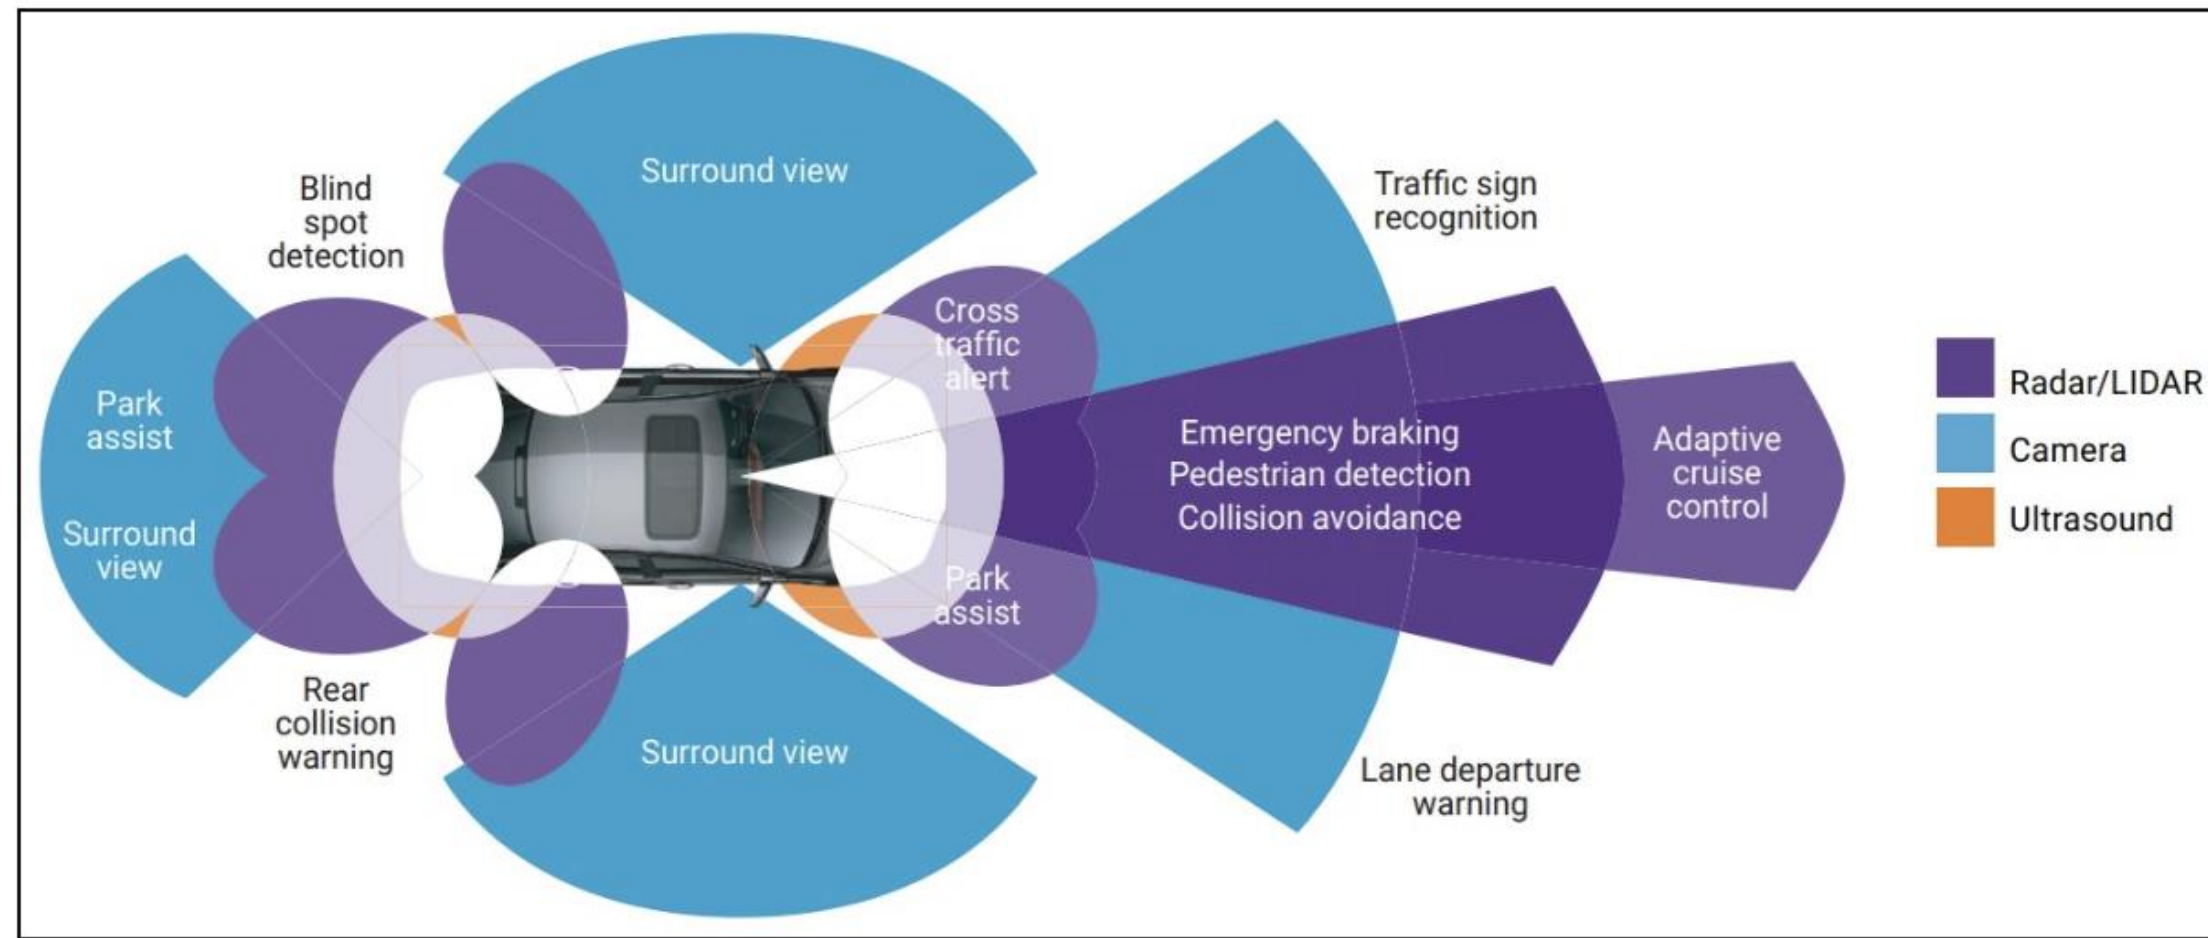 Surround view
Blind
spot
detection
Traffic sign
recognition
Cross
traffic
alert
Park
assist
Surround
view
Emergency braking
Pedestrian detection
Collision avoidance
Adaptive
cruise
control
Radar/LIDAR
Camera
Ultrasound
Park
assist
Rear
collision
warning
Surround view
Lane departure
warning